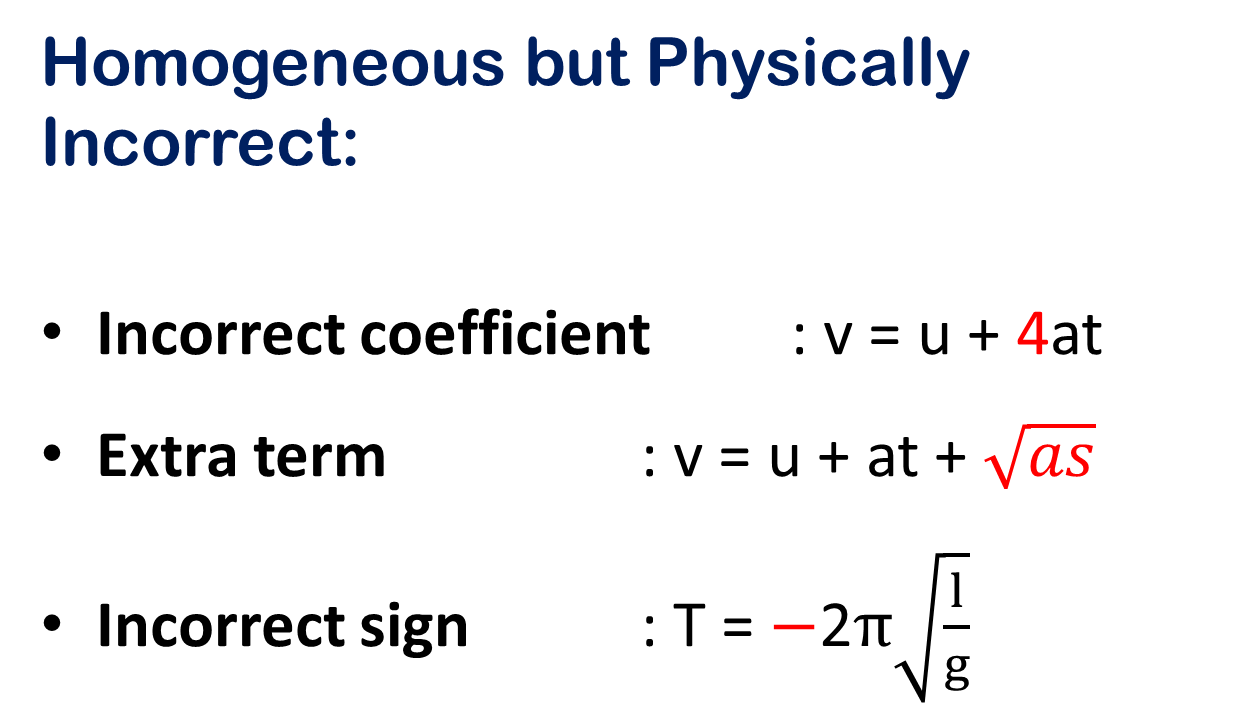 Homogeneous but Physically
Incorrect:
• Incorrect coefficient : v = u + 4at
• Extra term : v = u + at + √as
• Incorrect sign : T = −2π√(l/g)